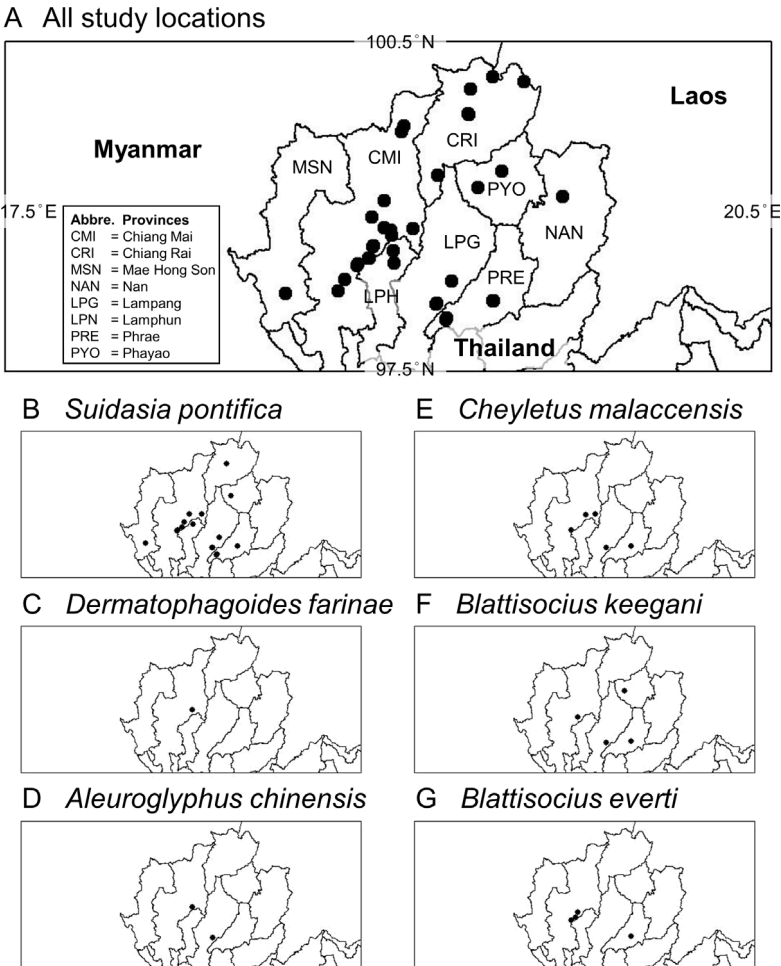 A All study locations
100.5°N
Laos
Myanmar
CRI
CMI
MSN
PYO
17.5°E
20.5°E
Abbre. Provinces
CMI = Chiang Mai
CRI = Chiang Rai
MSN = Mae Hong Son
NAN = Nan
LPG = Lampang
LPN = Lamphun
PRE = Phrae
PYO = Phayao
NAN
LPG
PRE
LPH
Thailand
97.5°N
B Suidasia pontifica
E Cheyletus malaccensis
C Dermatophagoides farinae
F Blattisocius keegani
D Aleuroglyphus chinensis
G Blattisocius everti